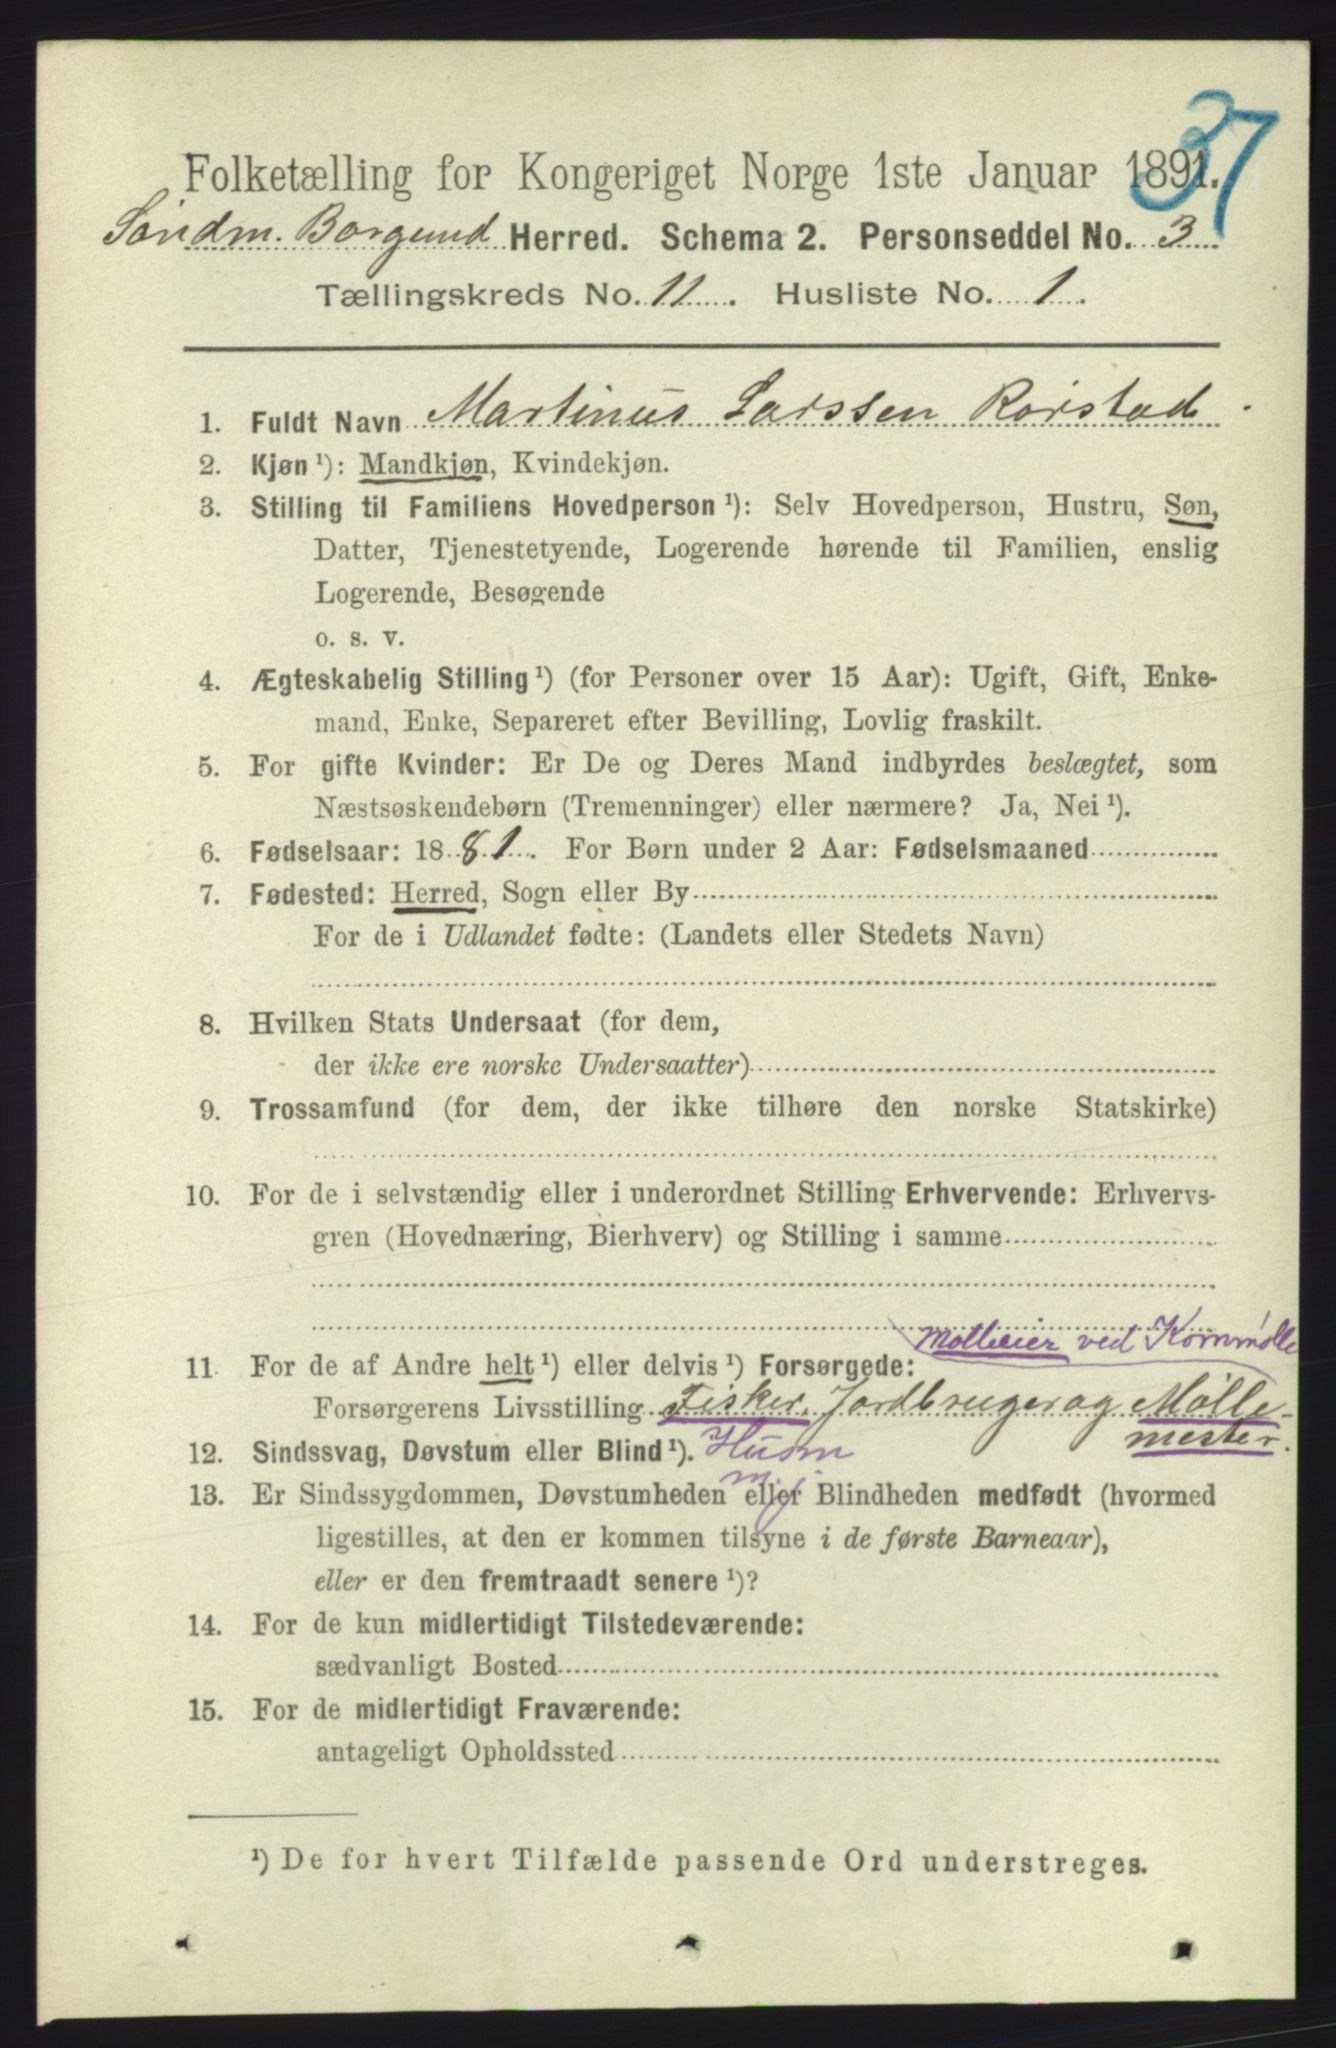 37
Folketælling for Kongeriget Norge 1ste Januar 1891.
Søndm. Borgund Herred. Schema 2. Personseddel No. 3
Tællingskreds No. 11. Husliste No. 1.
1. Fuldt Navn Martinus Larssen Rørstad
2. Kjøn ¹): Mandkjøn, Kvindekjøn.
3. Stilling til Familiens Hovedperson ¹): Selv Hovedperson, Hustru, Søn,
Datter, Tjenestetyende, Logerende hørende til Familien, enslig
Logerende, Besøgende
o. s. v.
4. Ægteskabelig Stilling ¹) (for Personer over 15 Aar): Ugift, Gift, Enke-
mand, Enke, Separeret efter Bevilling, Lovlig fraskilt.
5. For gifte Kvinder: Er De og Deres Mand indbyrdes beslægtet, som
Næstsøskendebørn (Tremenninger) eller nærmere? Ja, Nei ¹).
6. Fødselsaar: 1881. For Børn under 2 Aar: Fødselsmaaned
7. Fødested: Herred, Sogn eller By
For de i Udlandet fødte: (Landets eller Stedets Navn)
8. Hvilken Stats Undersaat (for dem,
der ikke ere norske Undersaatter)
9. Trossamfund (for dem, der ikke tilhøre den norske Statskirke)
10. For de i selvstændig eller i underordnet Stilling Erhvervende: Erhvervs-
gren (Hovednæring, Bierhverv) og Stilling i samme
Mølleeier ved Kornmølle
11. For de af Andre helt ¹) eller delvis ¹) Forsørgede:
Forsørgerens Livsstilling Fisker, Jordbruger og Mølle-
mester.
12. Sindssvag, Døvstum eller Blind ¹). Husm
m j
13. Er Sindssygdommen, Døvstumheden eller Blindheden medfødt (hvormed
ligestilles, at den er kommen tilsyne i de første Barneaar),
eller er den fremtraadt senere ¹)?
14. For de kun midlertidigt Tilstedeværende:
sædvanligt Bosted
15. For de midlertidigt Fraværende:
antageligt Opholdssted
¹) De for hvert Tilfælde passende Ord understreges.